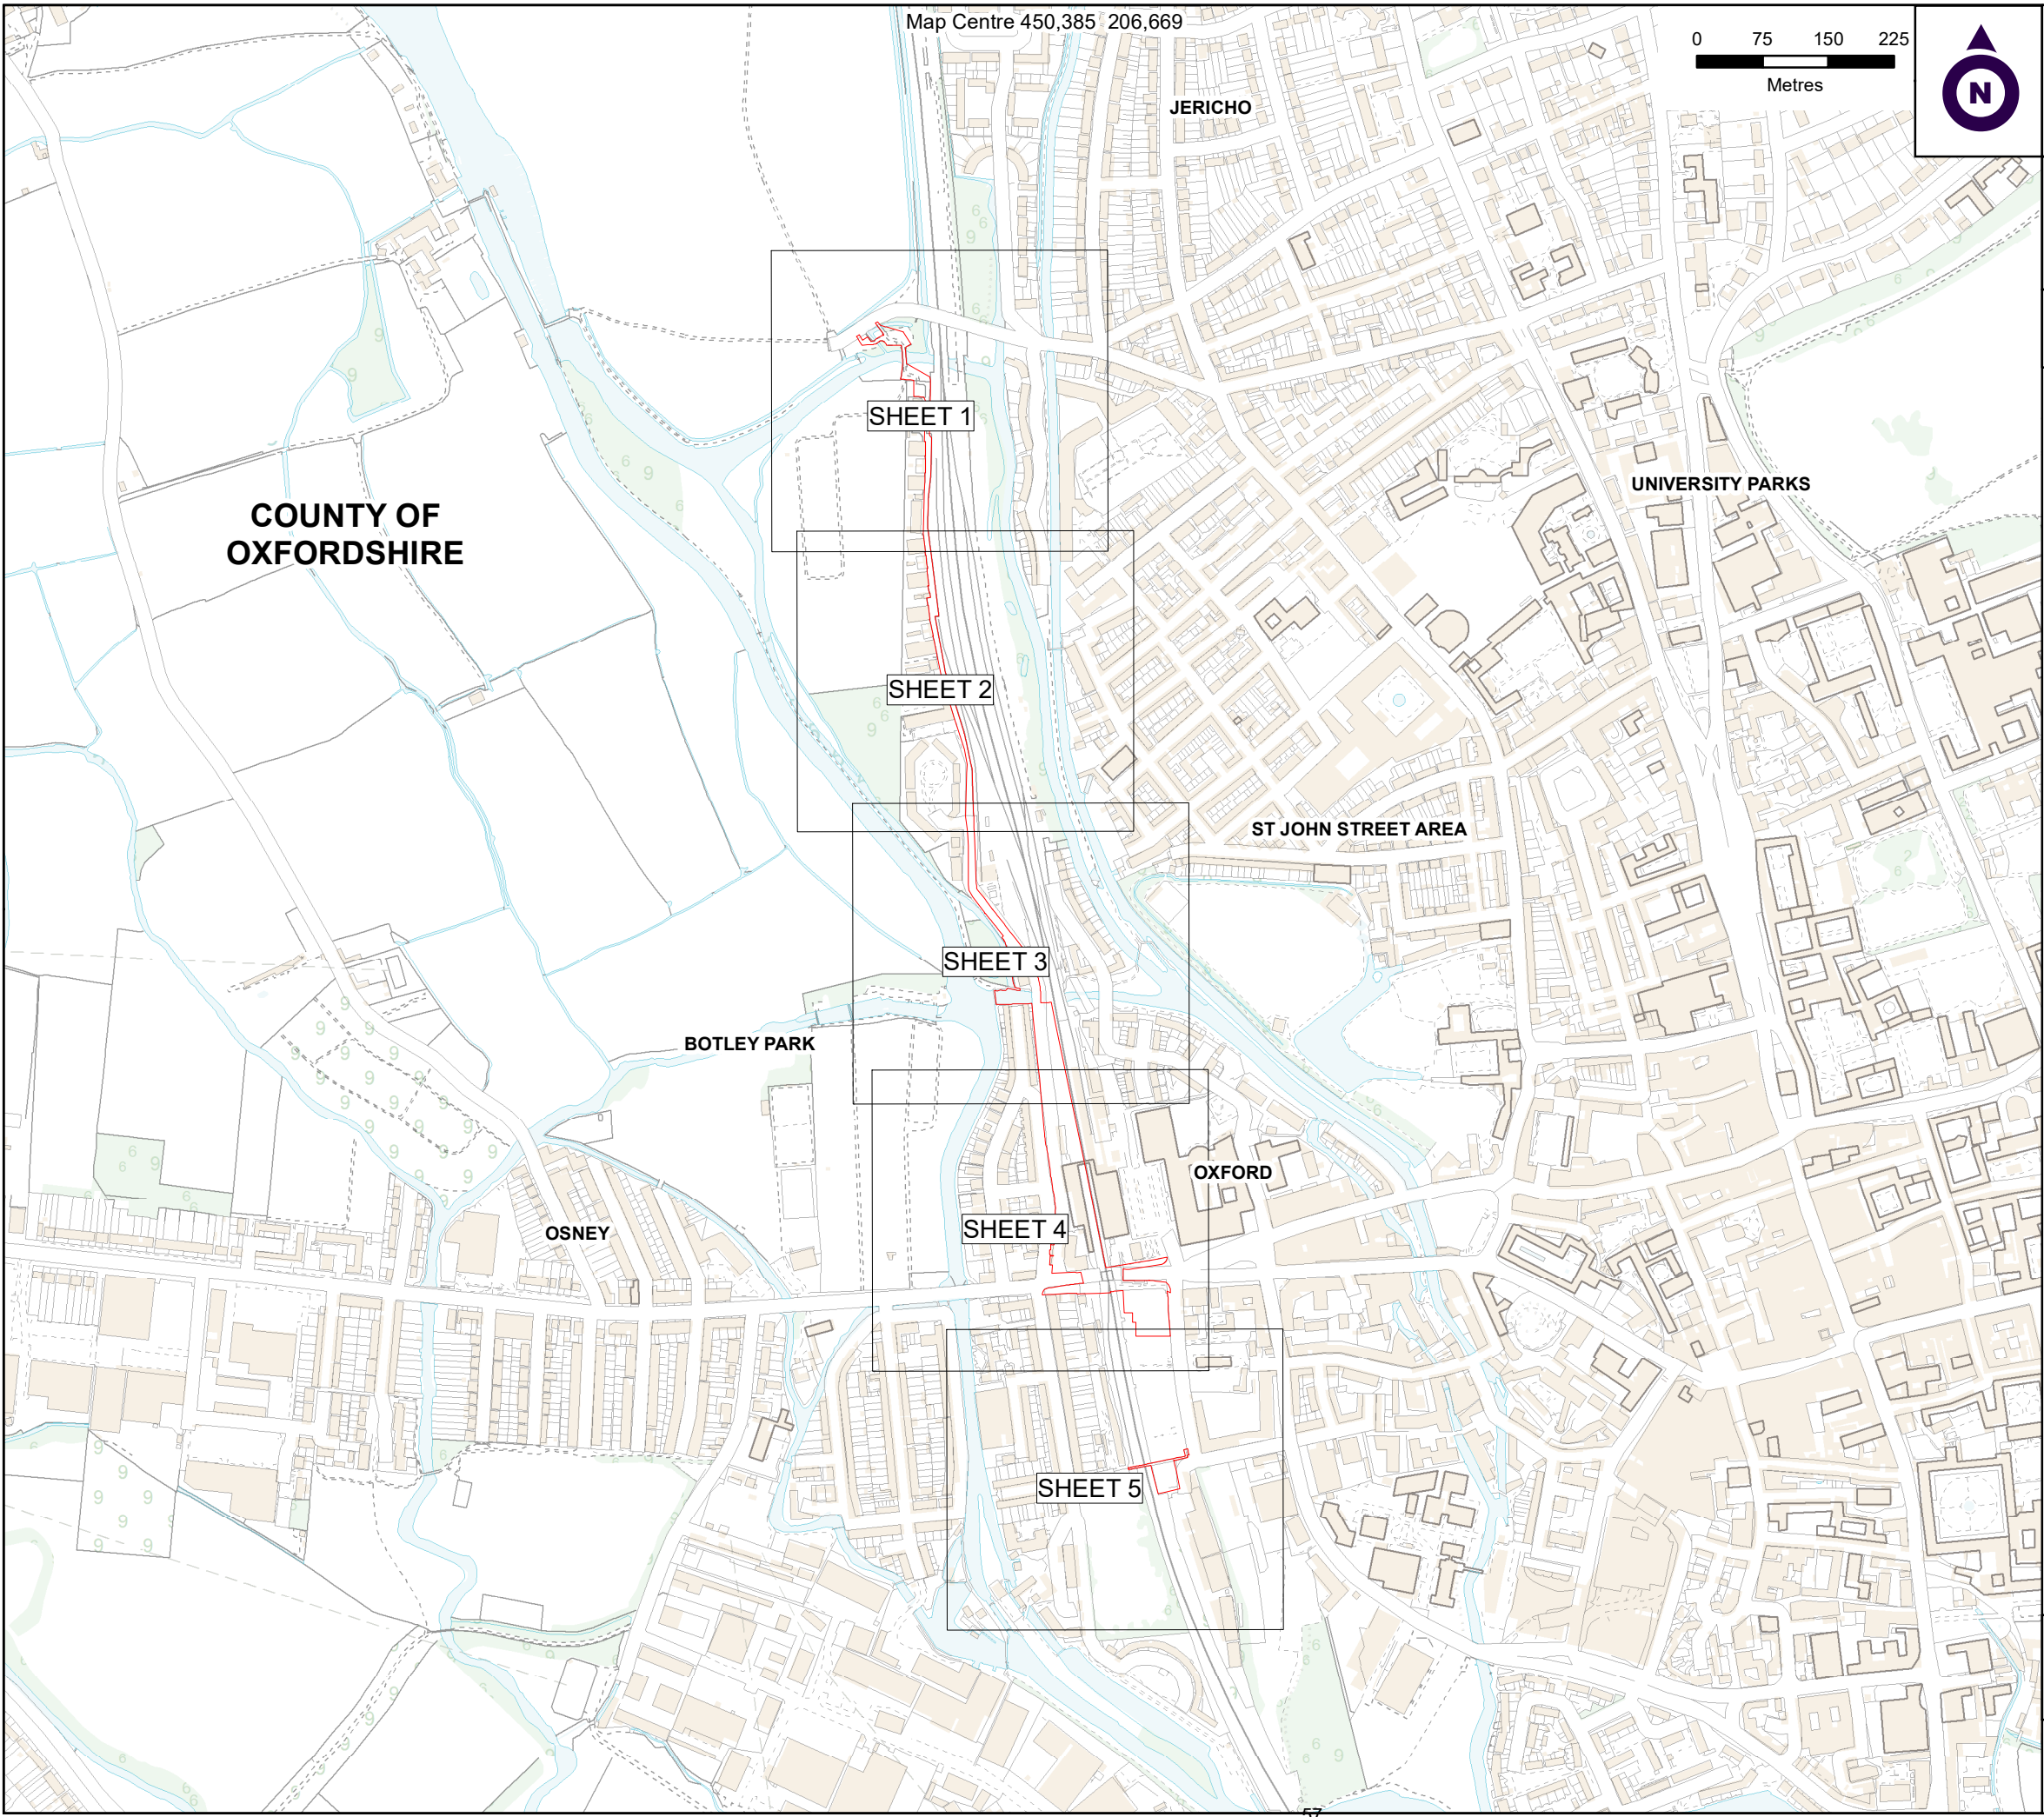 Map Centre 450,385 206,669
0 75 150 225
Metres
N
JERICHO
SHEET 1
UNIVERSITY PARKS
COUNTY OF
OXFORDSHIRE
SHEET 2
ST JOHN STREET AREA
SHEET 3
BOTLEY PARK
OXFORD
SHEET 4
OSNEY
SHEET 5